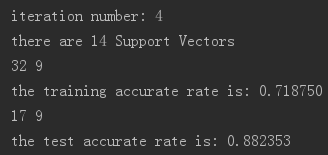 iteration number: 4
there are 14 Support Vectors
32 9
the training accurate rate is: 0.718750
17 9
the test accurate rate is: 0.882353